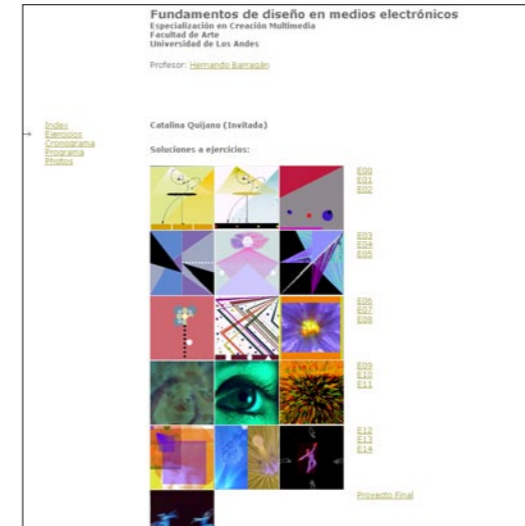 Fundamentos de diseño en medios electrónicos
Especialización en Creación Multimedia
Facultad de Arte
Universidad de Los Andes
Profesor: Hernando Barragán
Index
Ejercicios
Cronograma
Programa
Photos
Catalina Quijano (Invitada)
Soluciones a ejercicios:
E00
E01
E02
E03
E04
E05
E06
E07
E08
E09
E10
E11
E12
E13
E14
Proyecto Final